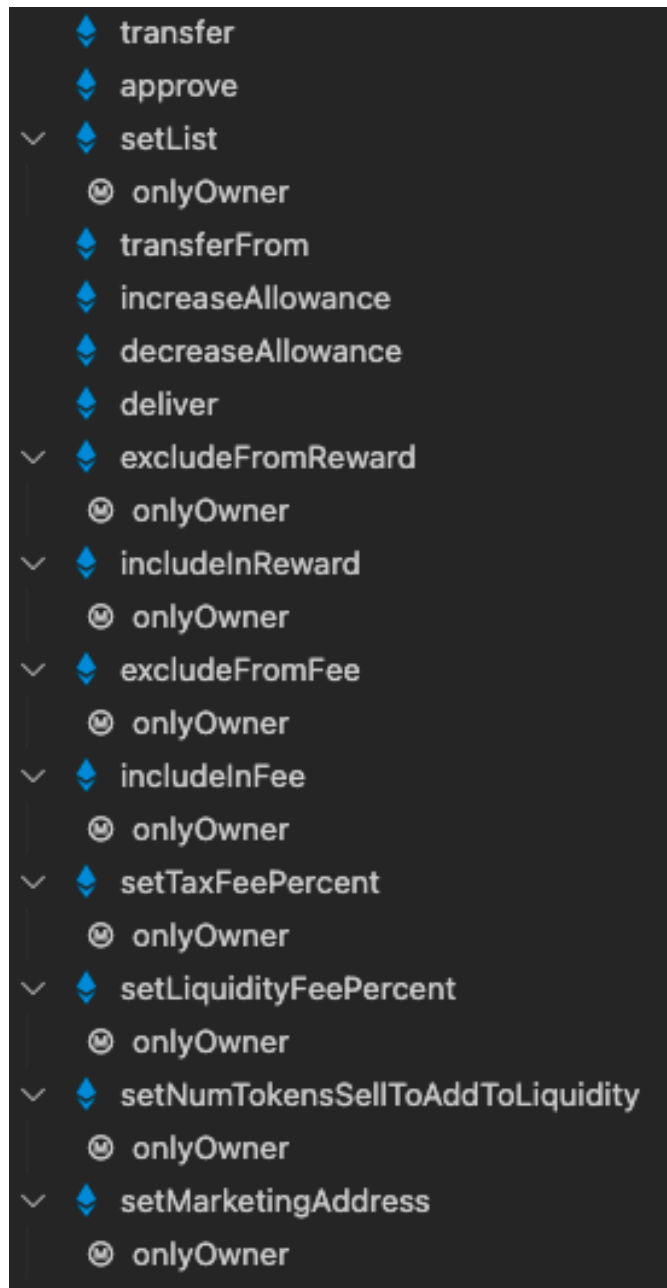 transfer
approve
setList
onlyOwner
transferFrom
increaseAllowance
decreaseAllowance
deliver
excludeFromReward
onlyOwner
includeInReward
onlyOwner
excludeFromFee
onlyOwner
includeInFee
onlyOwner
setTaxFeePercent
onlyOwner
setLiquidityFeePercent
onlyOwner
setNumTokensSellToAddToLiquidity
onlyOwner
setMarketingAddress
onlyOwner